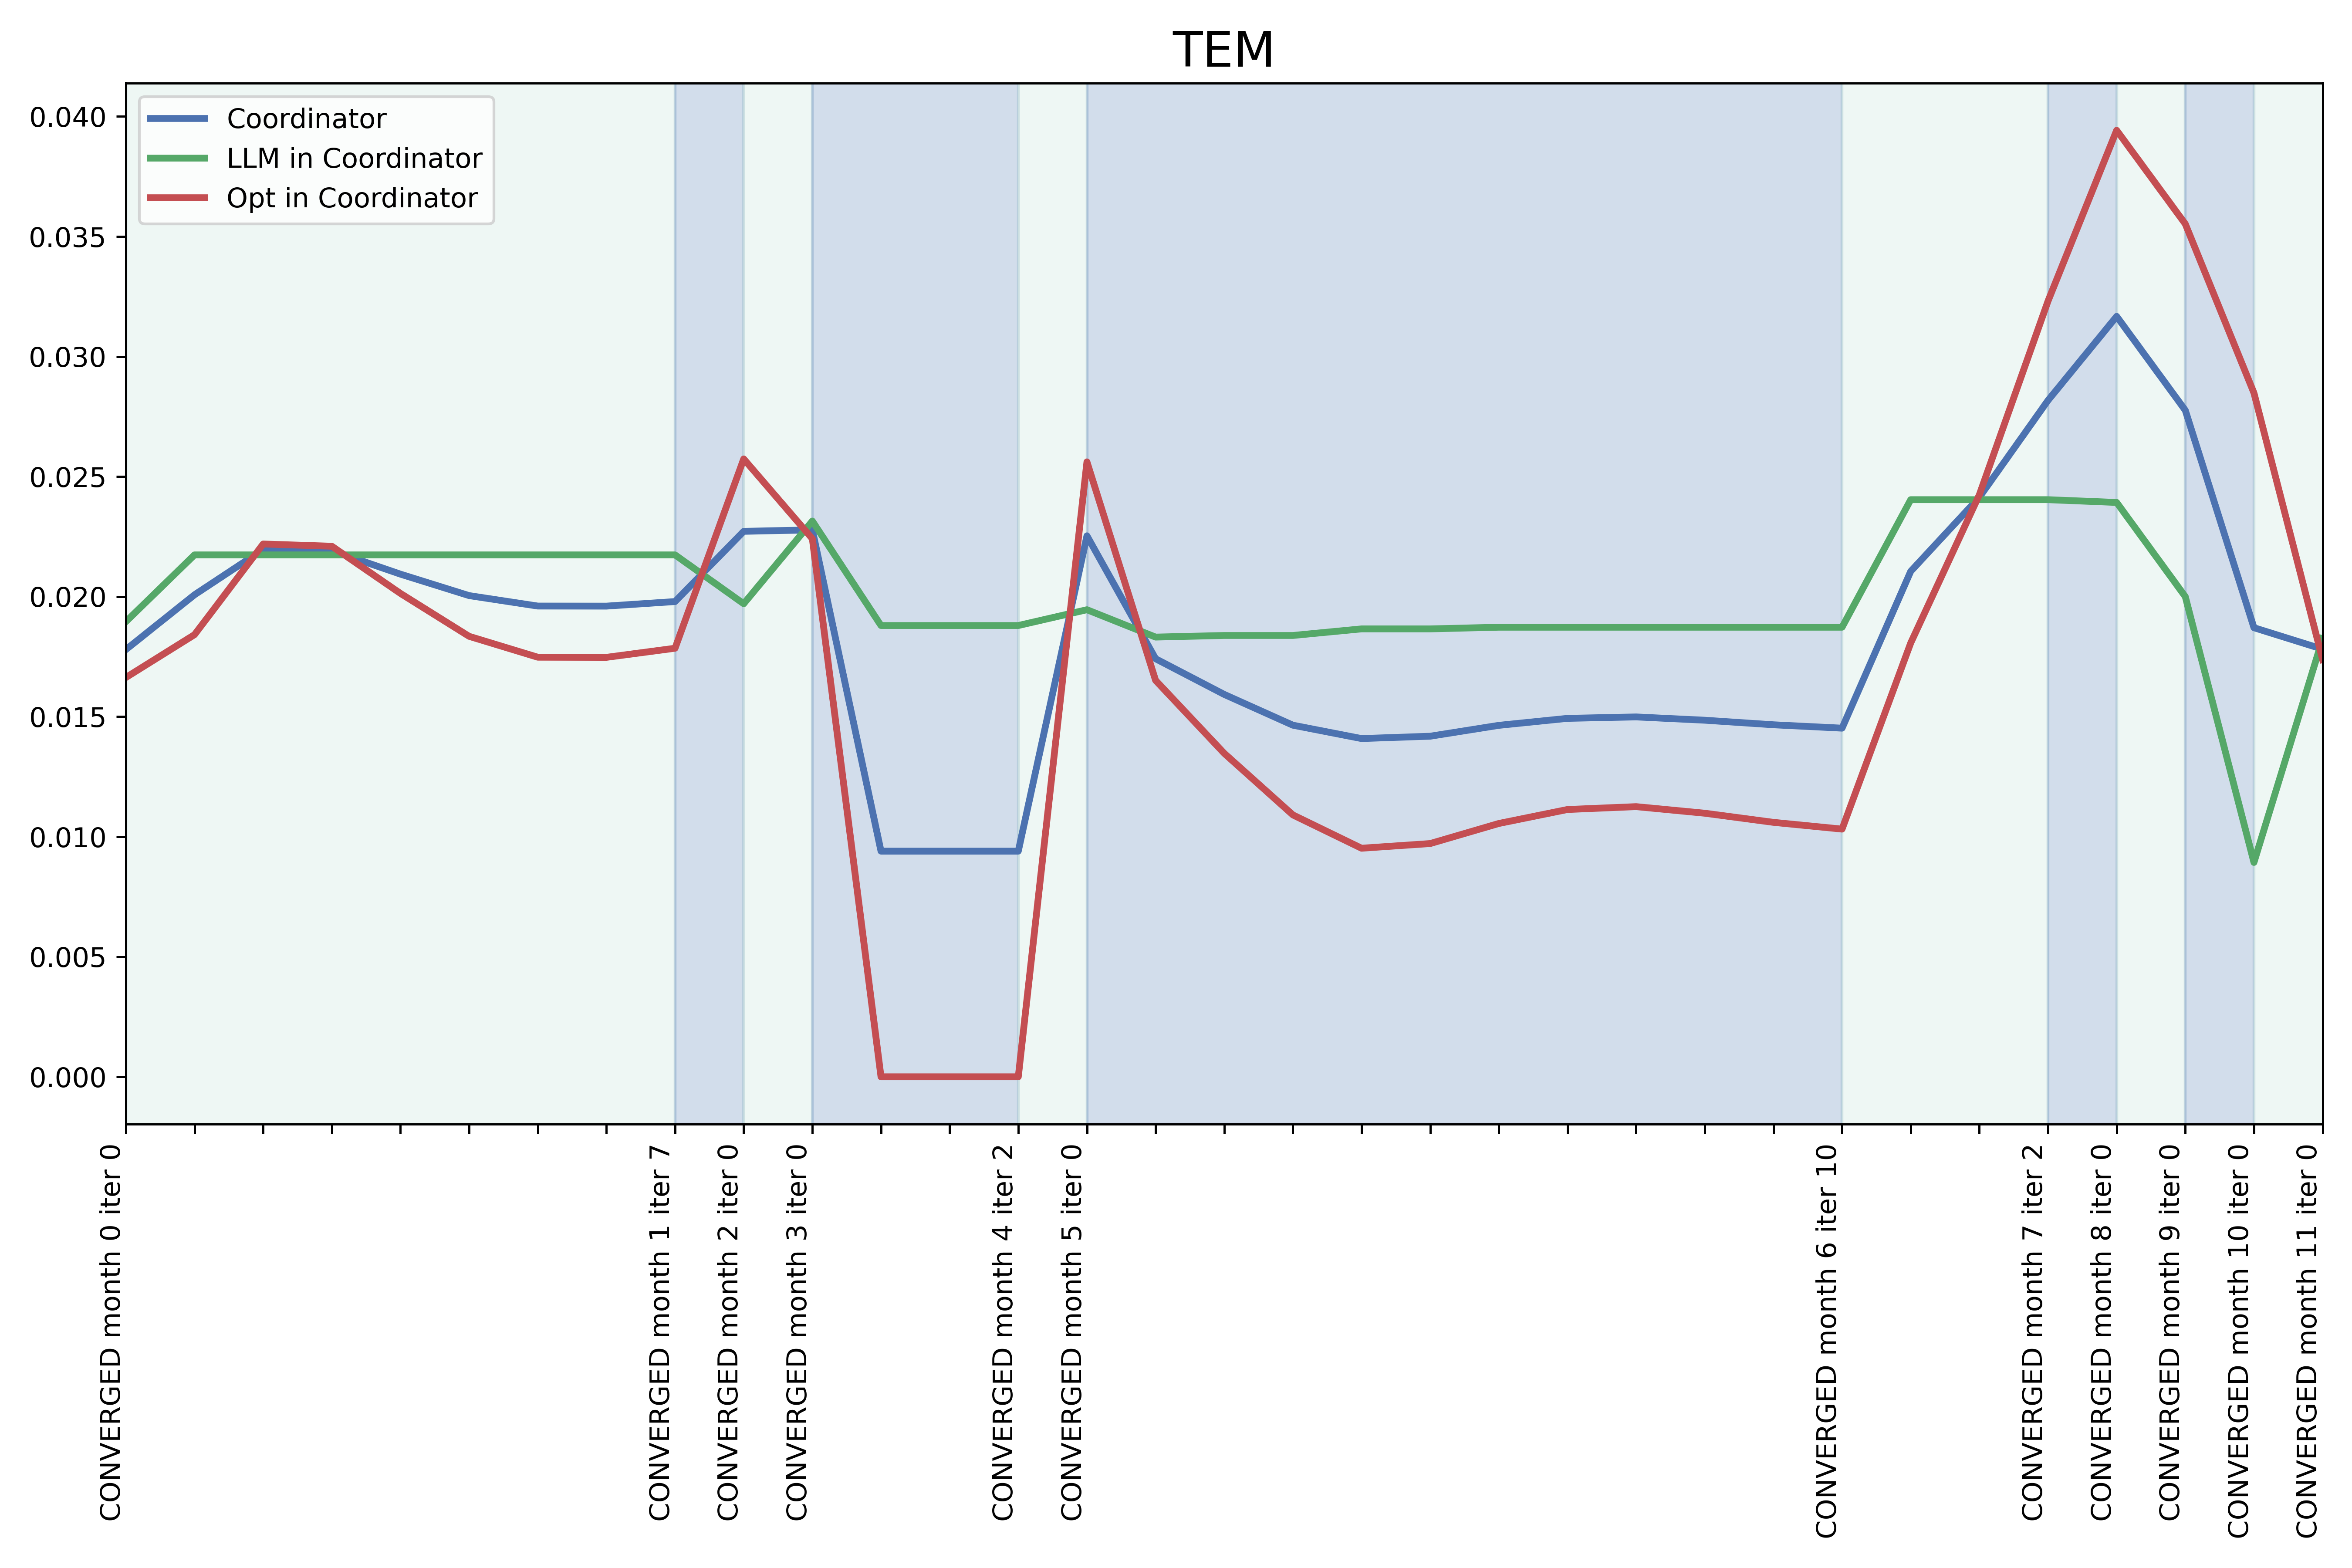 TEM
0.040
0.035
0.030
0.025
0.020
0.015
0.010
0.005
0.000
Coordinator
LLM in Coordinator
Opt in Coordinator
CONVERGED month 0 iter 0
CONVERGED month 1 iter 7
CONVERGED month 2 iter 0
CONVERGED month 3 iter 0
CONVERGED month 4 iter 2
CONVERGED month 5 iter 0
CONVERGED month 6 iter 10
CONVERGED month 7 iter 2
CONVERGED month 8 iter 0
CONVERGED month 9 iter 0
CONVERGED month 10 iter 0
CONVERGED month 11 iter 0